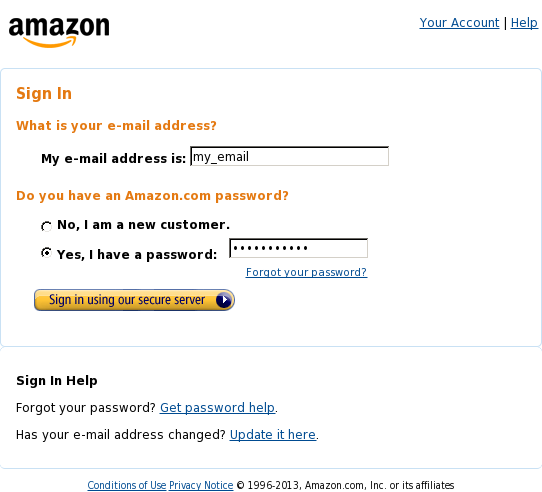 amazon
Your Account | Help
Sign In
What is your e-mail address?
My e-mail address is: my_email
Do you have an Amazon.com password?
No, I am a new customer.
Yes, I have a password: •••••••••••
Forgot your password?
Sign in using our secure server
Sign In Help
Forgot your password? Get password help.
Has your e-mail address changed? Update it here.
Conditions of Use Privacy Notice © 1996-2013, Amazon.com, Inc. or its affiliates